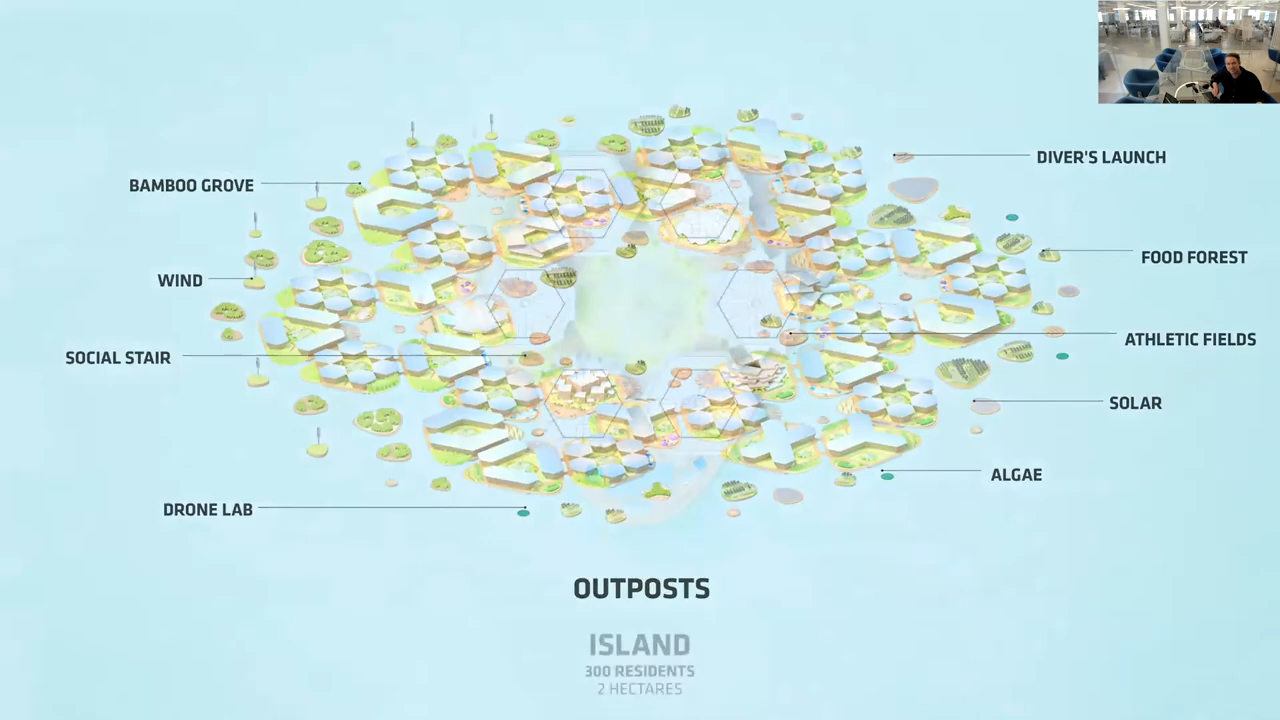 DIVER'S LAUNCH
BAMBOO GROVE
FOOD FOREST
WIND
ATHLETIC FIELDS
SOCIAL STAIR
SOLAR
ALGAE
DRONE LAB
OUTPOSTS
ISLAND
300 RESIDENTS
2 HECTARES